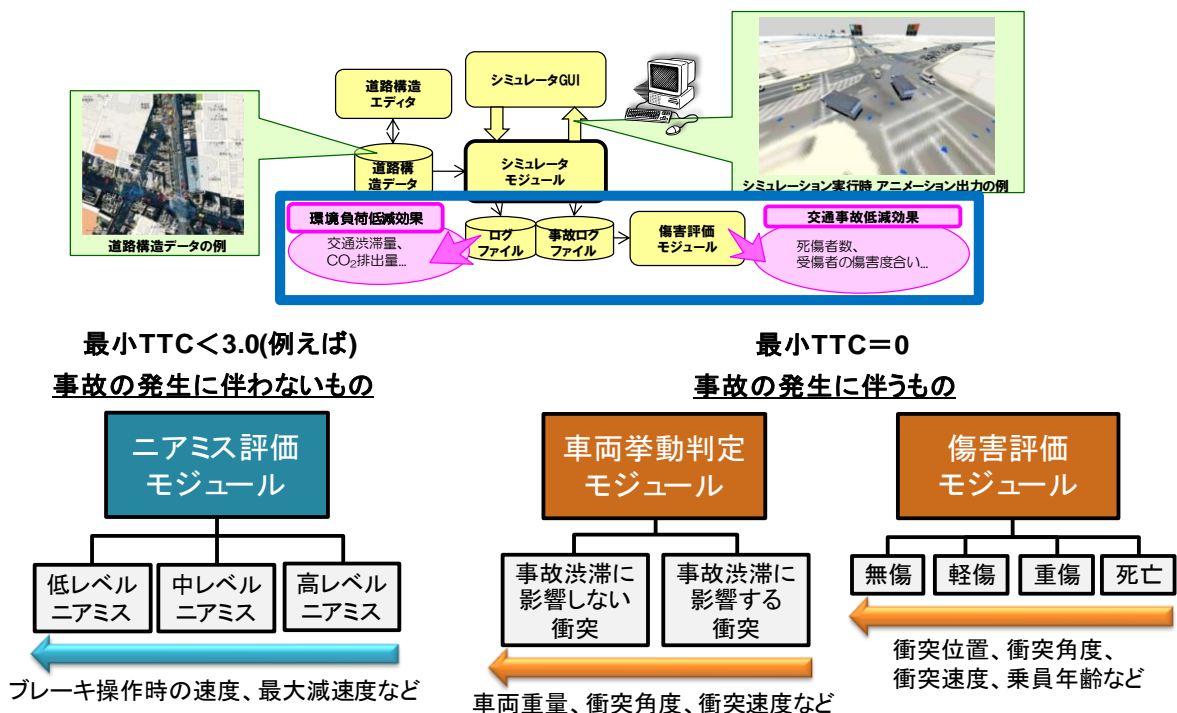 道路構造
エディタ
シミュレータGUI
道路構造データの例
道路構
造データ
シミュレータ
モジュール
シミュレーション実行時 アニメーション出力の例
環境負荷低減効果
交通渋滞量、
CO₂排出量…
ログ
ファイル
事故ログ
ファイル
傷害評価
モジュール
交通事故低減効果
死傷者数、
受傷者の傷害度合い…
最小TTC＜3.0(例えば)
事故の発生に伴わないもの
最小TTC＝0
事故の発生に伴うもの
ニアミス評価
モジュール
低レベル
ニアミス
中レベル
ニアミス
高レベル
ニアミス
ブレーキ操作時の速度、最大減速度など
車両挙動判定
モジュール
事故渋滞に
影響しない
衝突
事故渋滞に
影響する
衝突
車両重量、衝突角度、衝突速度など
傷害評価
モジュール
無傷
軽傷
重傷
死亡
衝突位置、衝突角度、
衝突速度、乗員年齢など